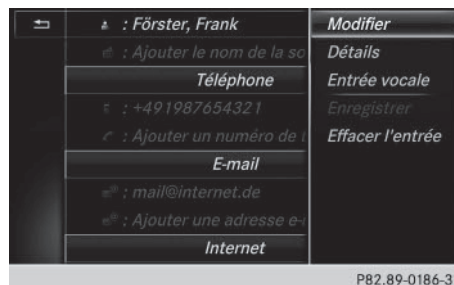 : Förster, Frank
: Ajouter le nom de la so
Téléphone
: +491987654321
: Ajouter un numéro de
E-mail
: mail@internet.de
: Ajouter une adresse e-
Internet
Modifier
Détails
Entrée vocale
Enregistrer
Effacer l'entrée
P82.89-0186-3